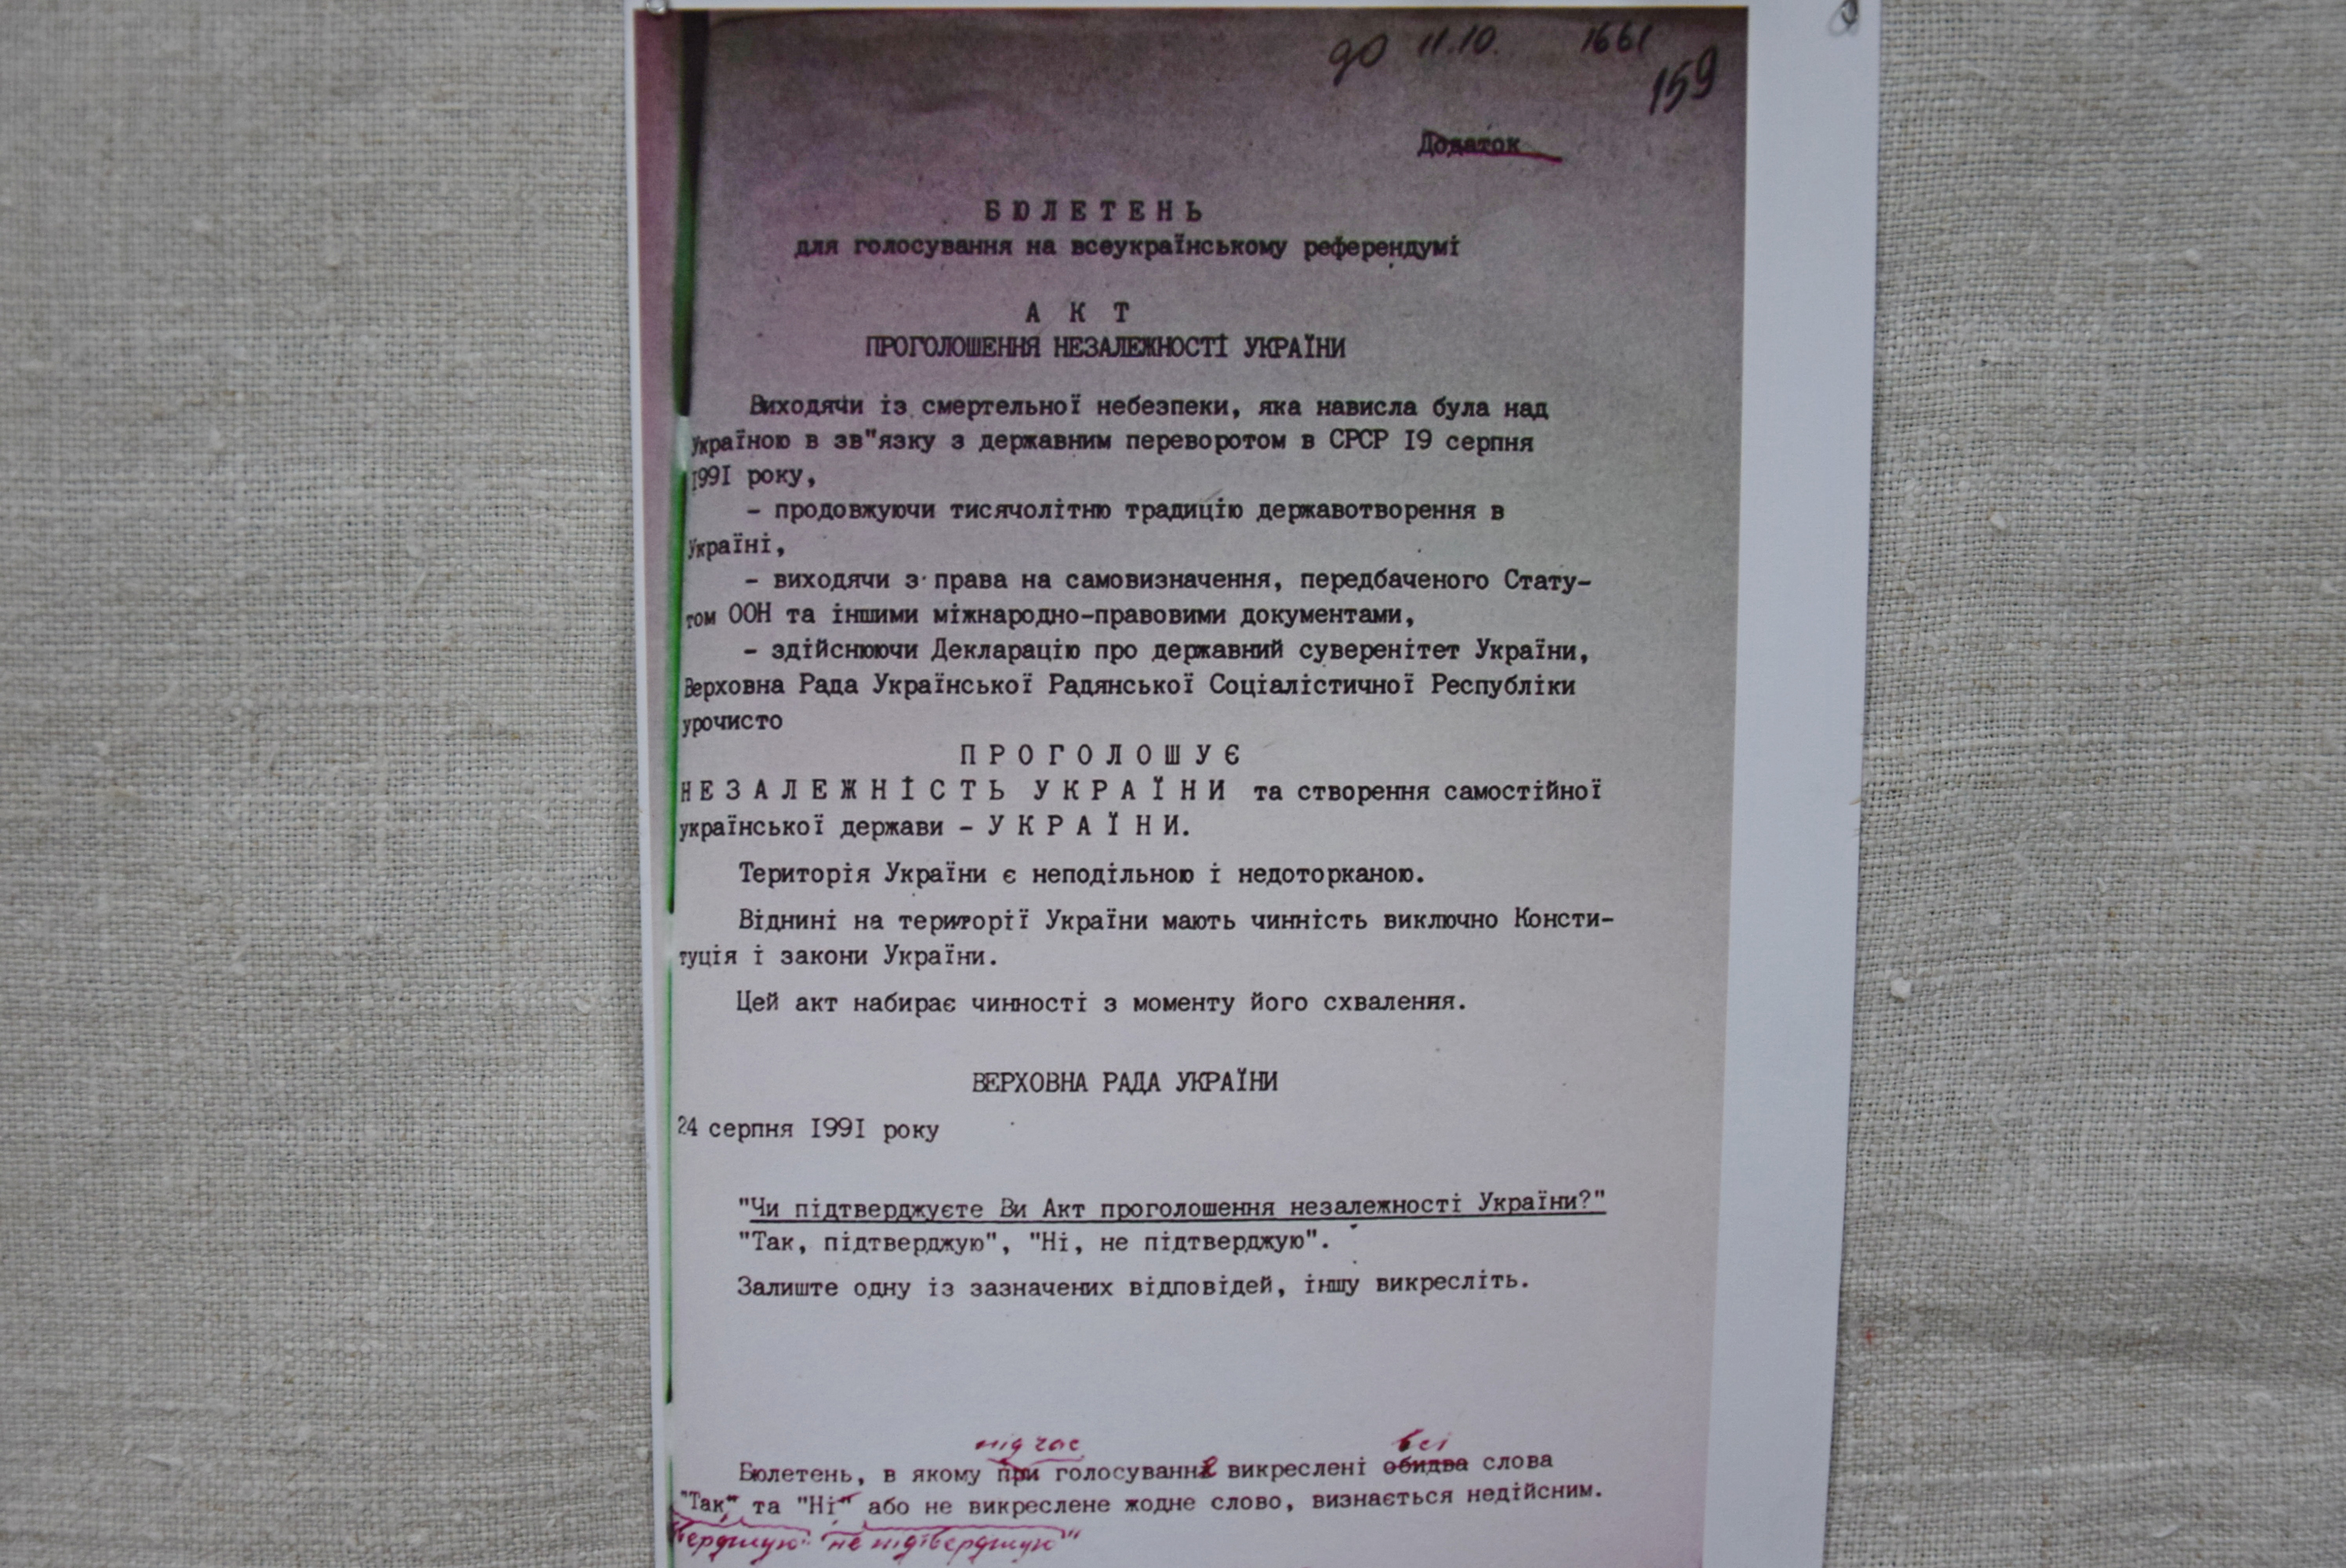 до 11.10. 1661
159
Додаток
БЮЛЕТЕНЬ
для голосування на всеукраїнському референдумі
АКТ
ПРОГОЛОШЕННЯ НЕЗАЛЕЖНОСТІ УКРАЇНИ
Виходячи із смертельної небезпеки, яка нависла була над
Україною в зв"язку з державним переворотом в СРСР 19 серпня
1991 року,
- продовжуючи тисячолітню традицію державотворення в
Україні,
- виходячи з права на самовизначення, передбаченого Стату-
том ООН та іншими міжнародно-правовими документами,
- здійснюючи Декларацію про державний суверенітет України,
Верховна Рада Української Радянської Соціалістичної Республіки
урочисто
ПРОГОЛОШУЄ
НЕЗАЛЕЖНІСТЬ УКРАЇНИ та створення самостійної
української держави - УКРАЇНИ.
Територія України є неподільною і недоторканою.
Віднині на території України мають чинність виключно Консти-
туція і закони України.
Цей акт набирає чинності з моменту його схвалення.
ВЕРХОВНА РАДА УКРАЇНИ
24 серпня 1991 року
"Чи підтверджуєте Ви Акт проголошення незалежності України?"
"Так, підтверджую", "Ні, не підтверджую".
Залиште одну із зазначених відповідей, іншу викресліть.
під час всі
Бюлетень, в якому при голосуванні викреслені обидва слова
"Так" та "Ні" або не викреслене жодне слово, визнається недійсним.
верджую" не підтверджую"